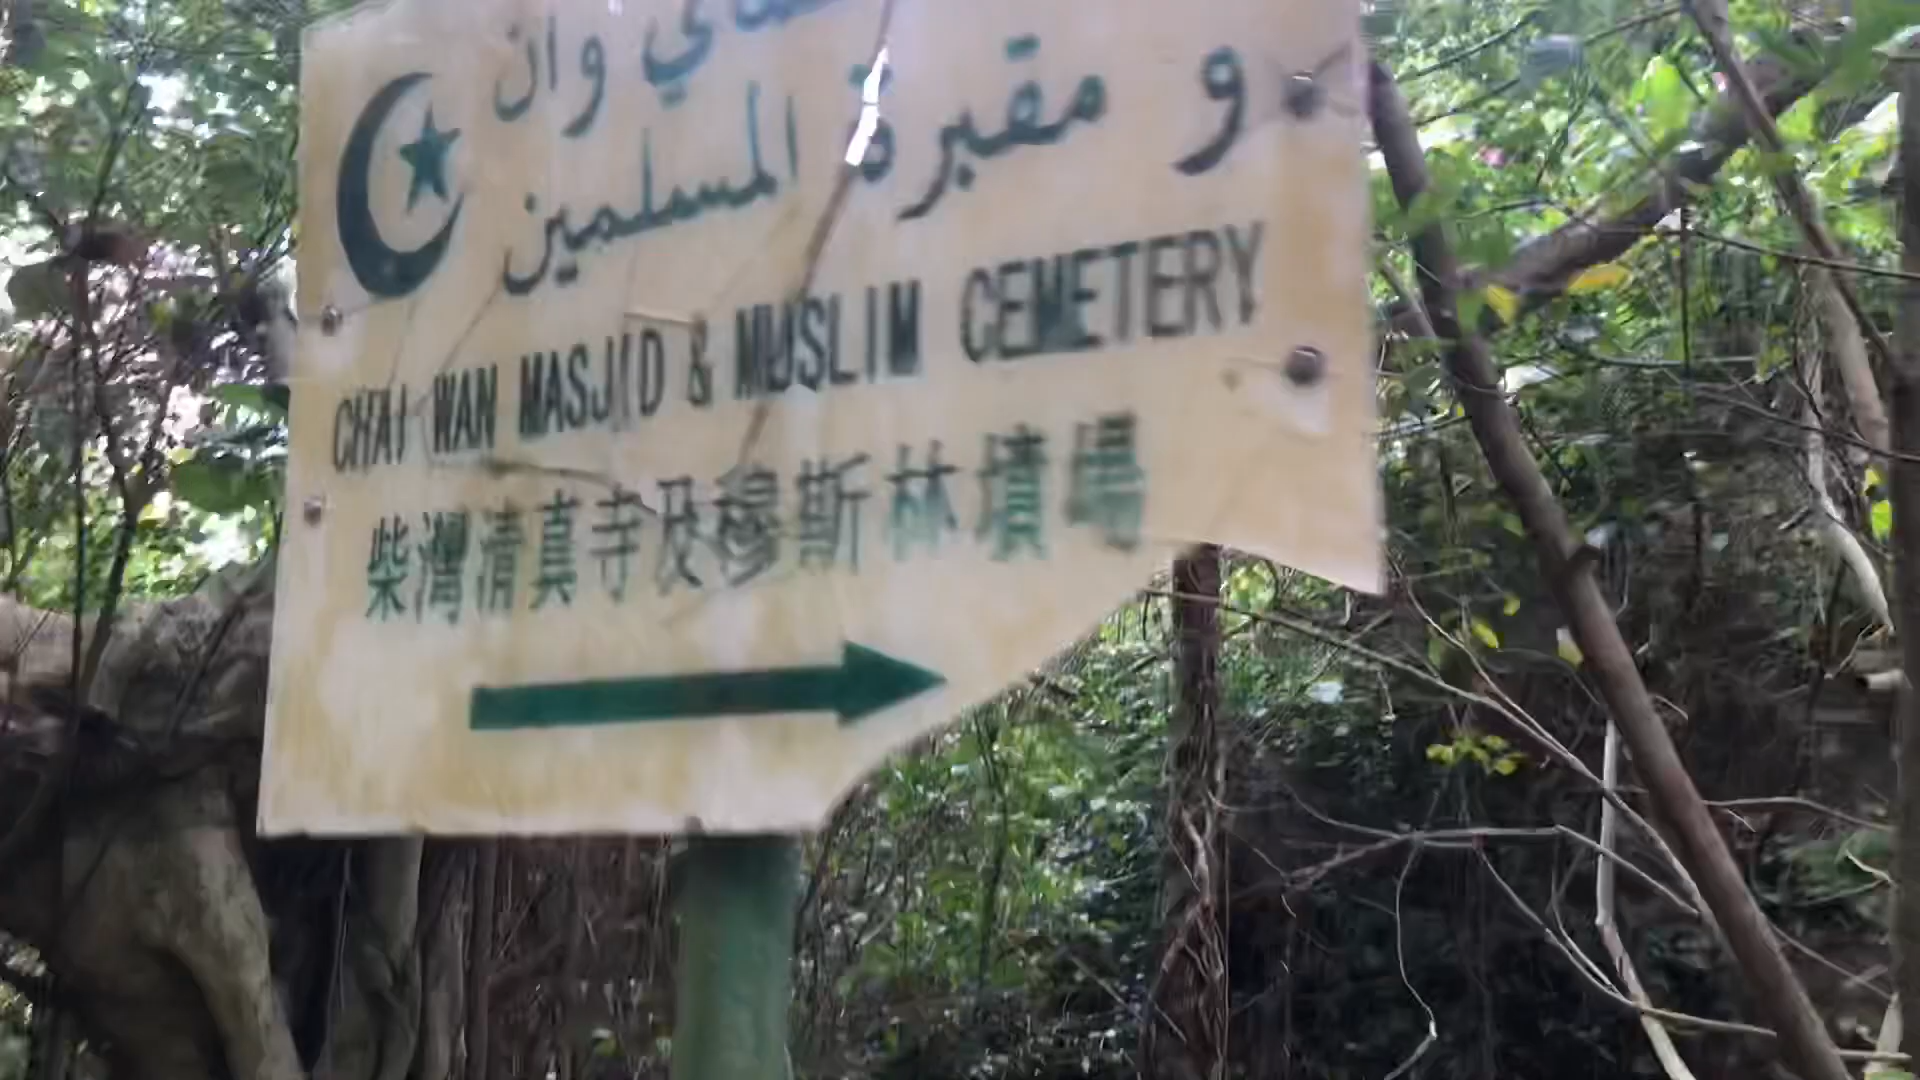 وان
و مقبرة المسلمين
CHAI WAN MASJID & MUSLIM CEMETERY
柴灣清真寺及穆斯林墳場